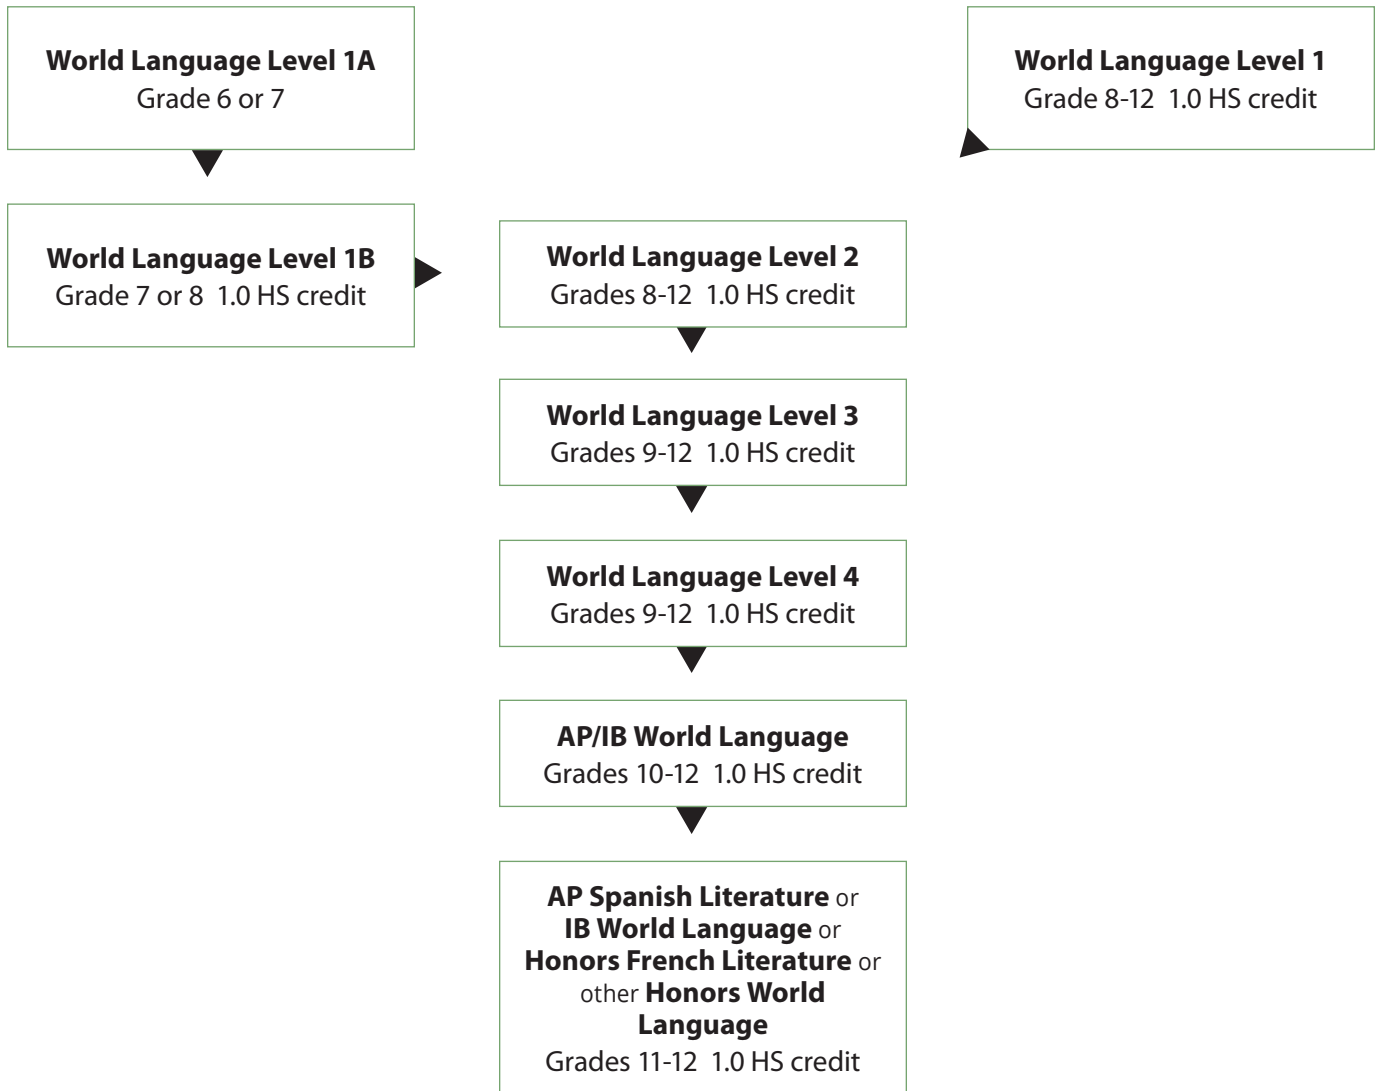 World Language Level 1A
Grade 6 or 7
World Language Level 1
Grade 8-12 1.0 HS credit
World Language Level 1B
Grade 7 or 8 1.0 HS credit
World Language Level 2
Grades 8-12 1.0 HS credit
World Language Level 3
Grades 9-12 1.0 HS credit
World Language Level 4
Grades 9-12 1.0 HS credit
AP/IB World Language
Grades 10-12 1.0 HS credit
AP Spanish Literature or
IB World Language or
Honors French Literature or
other Honors World
Language
Grades 11-12 1.0 HS credit